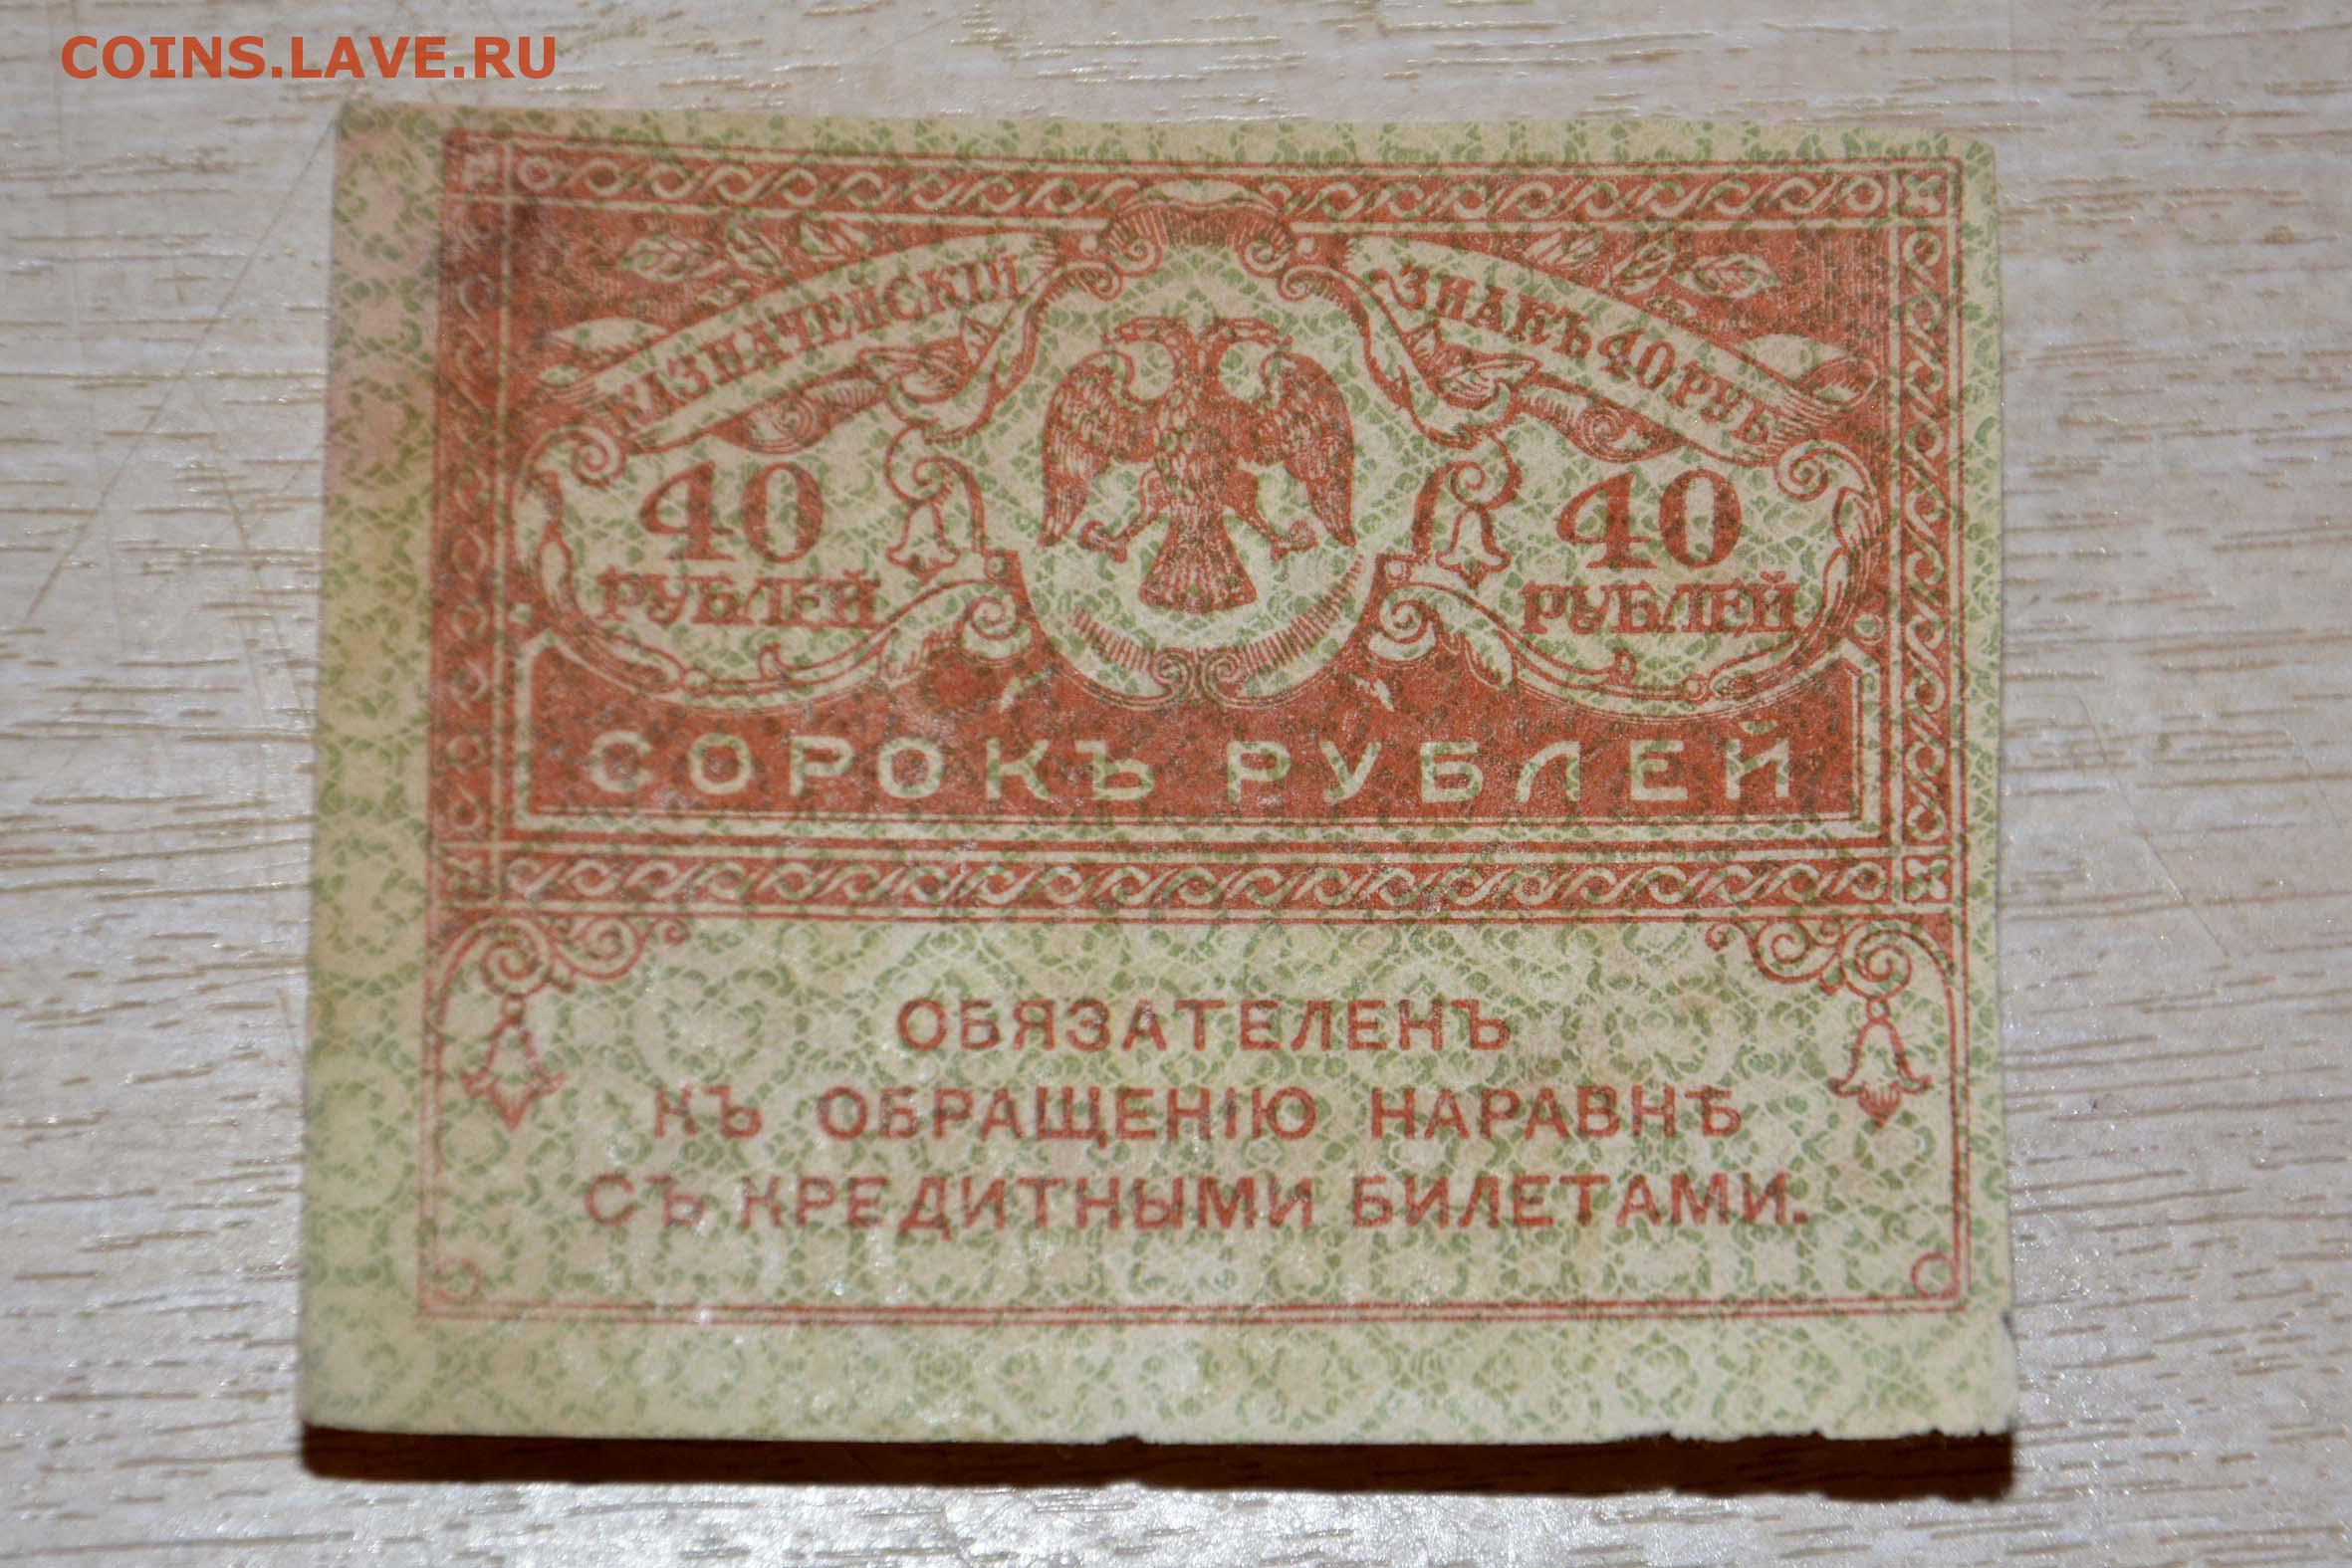 COINS.LAVE.RU
КАЗНАЧЕЙСКІЙ ЗНАКЪ 40 РУБ
40 40
РУБЛЕЙ РУБЛЕЙ
СОРОКЪ РУБЛЕЙ
ОБЯЗАТЕЛЕНЪ
КЪ ОБРАЩЕНІЮ НАРАВНѢ
СЪ КРЕДИТНЫМИ БИЛЕТАМИ.